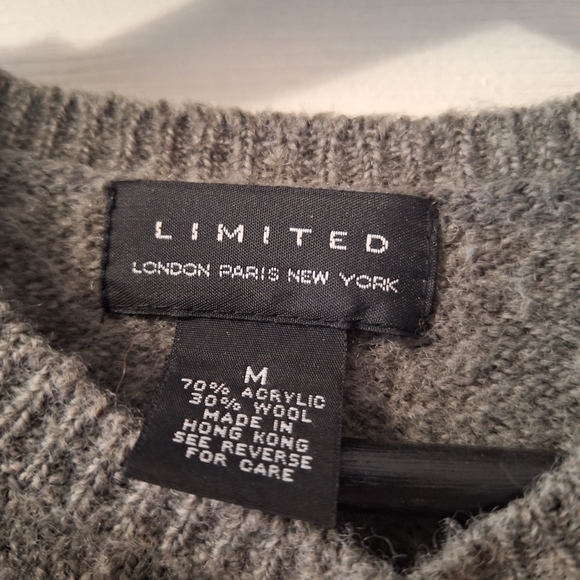 LIMITED
LONDON PARIS NEW YORK
M
70% ACRYLIC
30% WOOL
MADE IN
HONG KONG
SEE REVERSE
FOR CARE